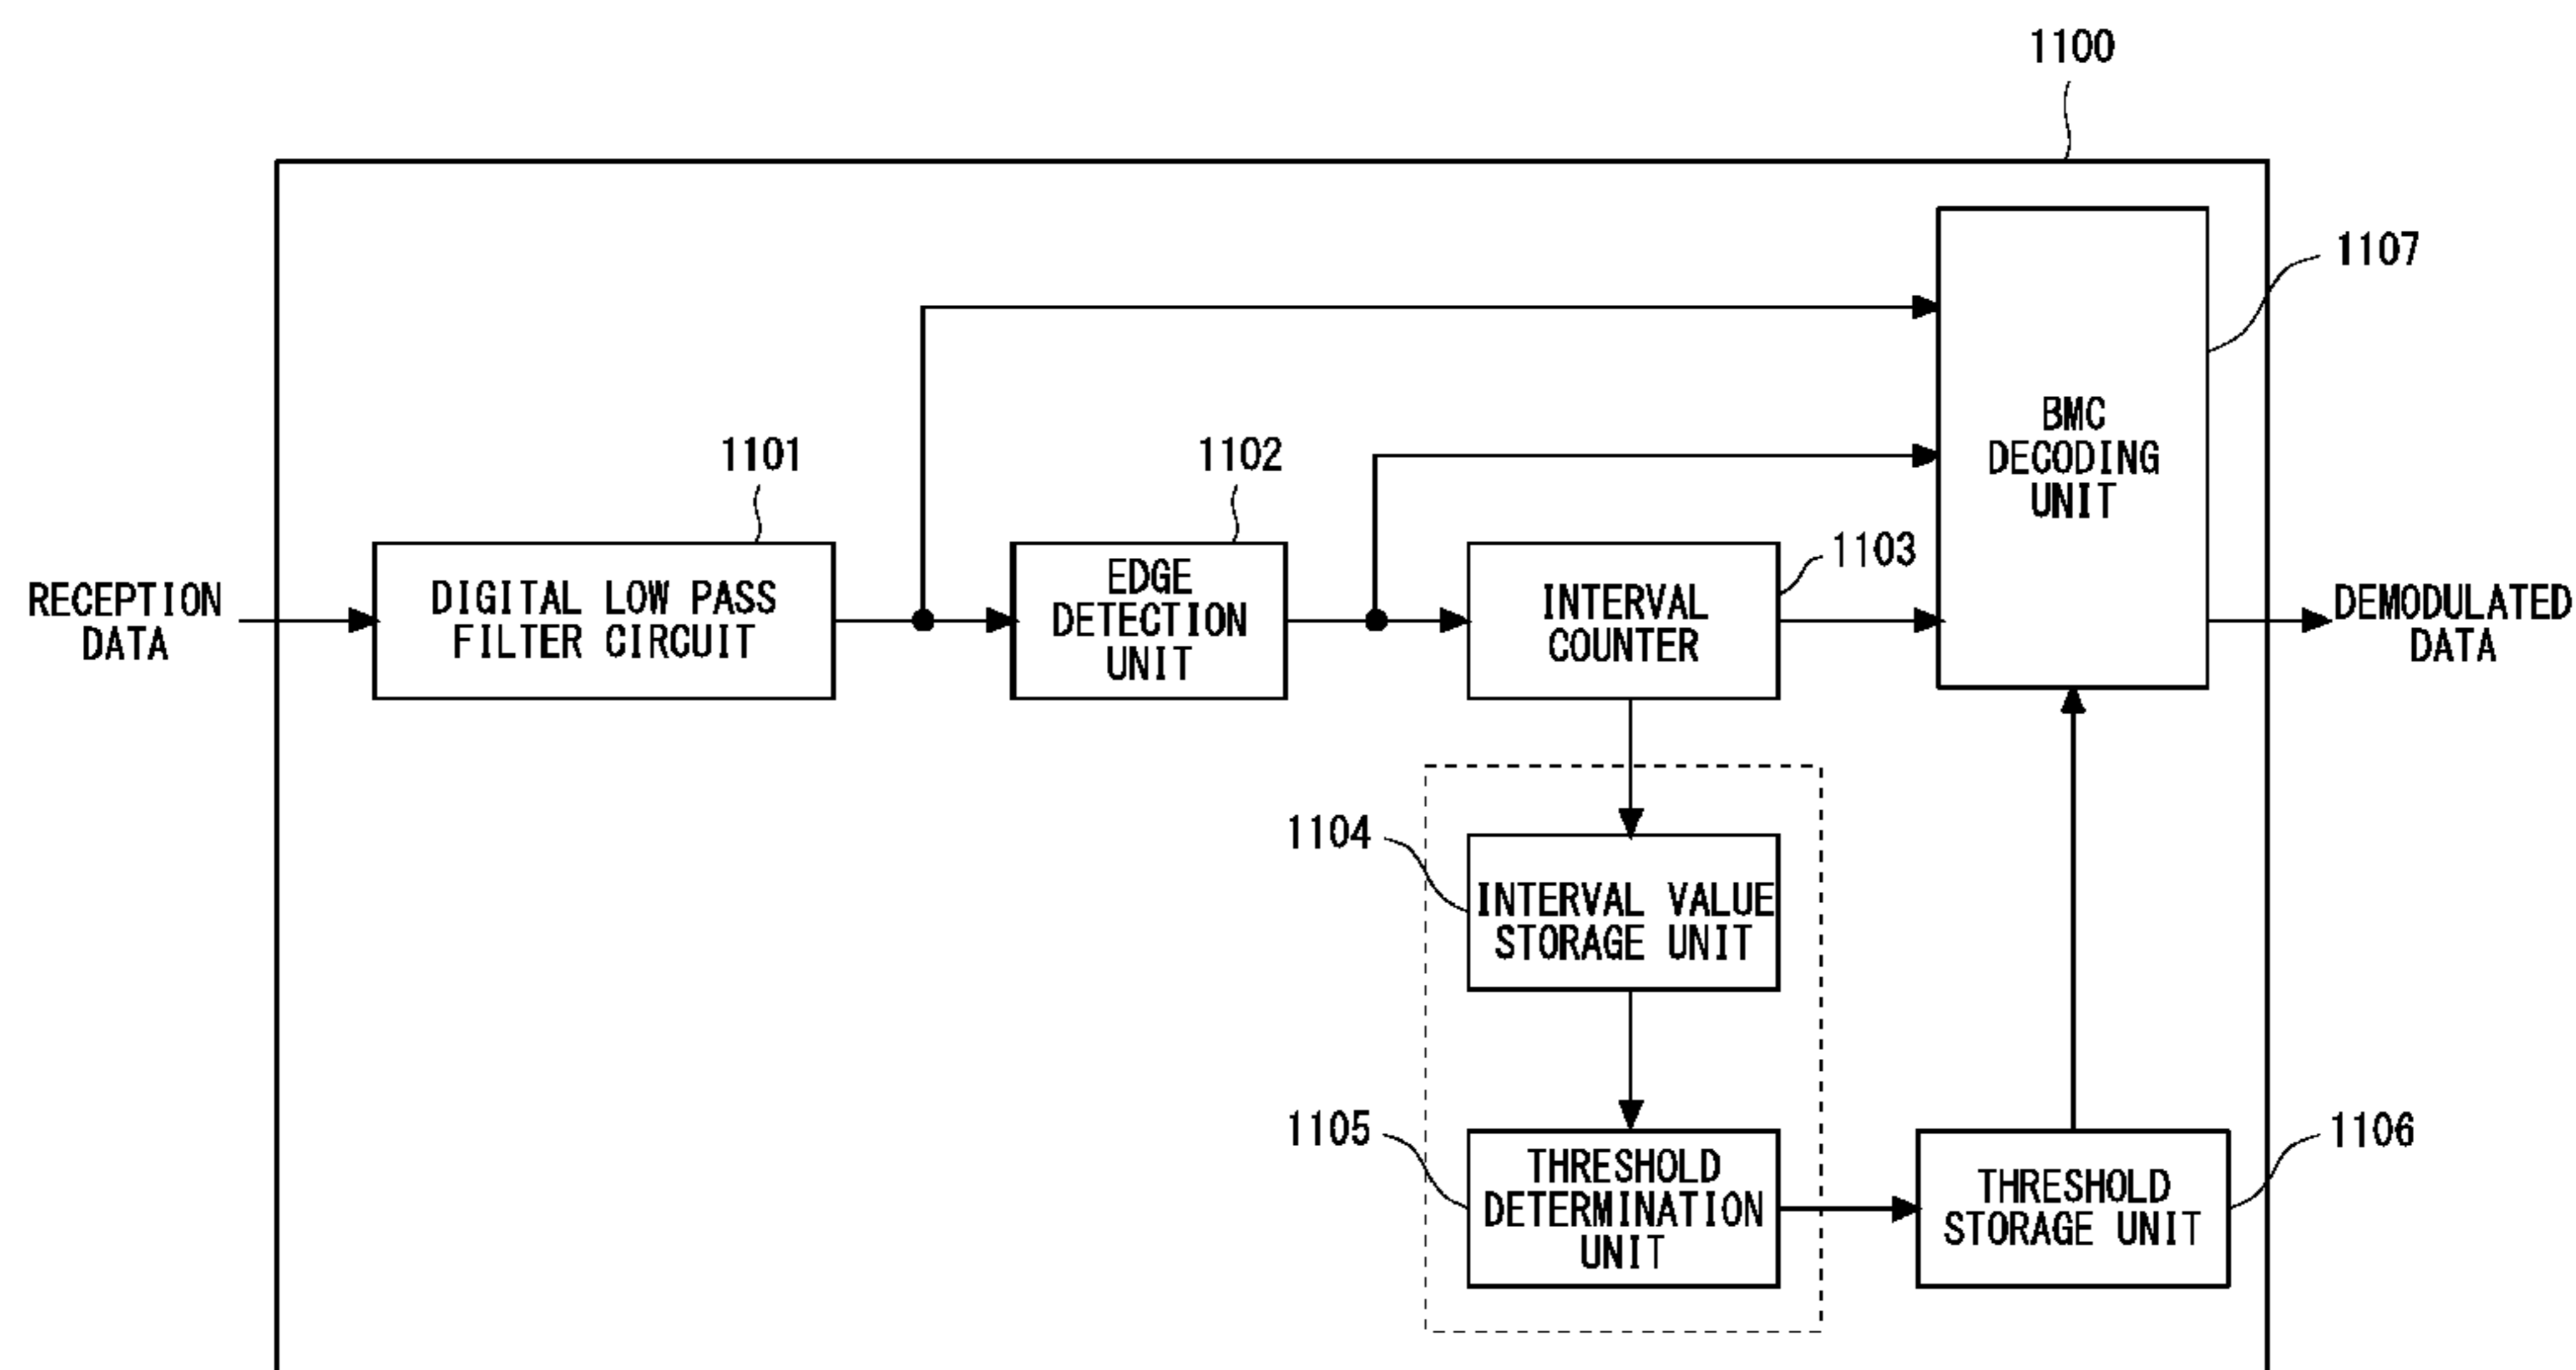 1100
1107
BMC
DECODING
UNIT
1101
1102
1103
RECEPTION
DATA
DIGITAL LOW PASS
FILTER CIRCUIT
EDGE
DETECTION
UNIT
INTERVAL
COUNTER
DEMODULATED
DATA
1104
INTERVAL VALUE
STORAGE UNIT
1105
THRESHOLD
DETERMINATION
UNIT
1106
THRESHOLD
STORAGE UNIT